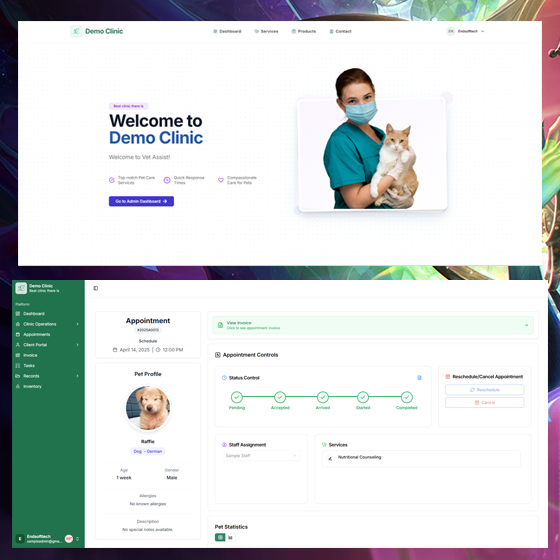 Demo Clinic
Dashboard
Services
Products
Contact
EN
Endsofttech
Best clinic there is
Welcome to
Demo Clinic
Welcome to Vet Assist!
Top-notch Pet Care
Services
Quick Response
Times
Compassionate
Care for Pets
Go to Admin Dashboard
Demo Clinic
Best clinic there is
Platform
Dashboard
Clinic Operations
Appointments
Client Portal
Invoice
Tasks
Records
Inventory
E
Endsofttech
Appointment
Schedule
April 14, 2025
12:00 PM
Pet Profile
Raffie
Dog - German
Age
Gender
1 week
Male
Allergies
No known allergies
Description
No special notes available.
View Invoice
Click to see appointment invoice
Appointment Controls
Status Control
Pending
Accepted
Arrived
Started
Completed
Reschedule/Cancel Appointment
Reschedule
Cancel
Staff Assignment
Sample Staff
Services
Nutritional Counseling
Pet Statistics